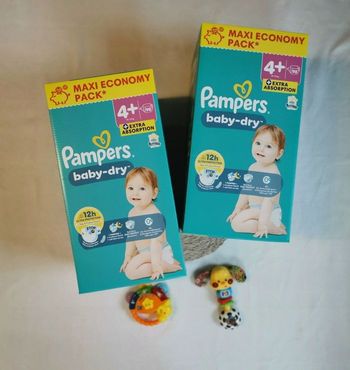 MAXI ECONOMY
PACK*
4+
EXTRA
ABSORPTION
Pampers
baby-dry
12h
MAXI ECONOMY
PACK*
4+
EXTRA
ABSORPTION
Pampers
baby-dry
12h